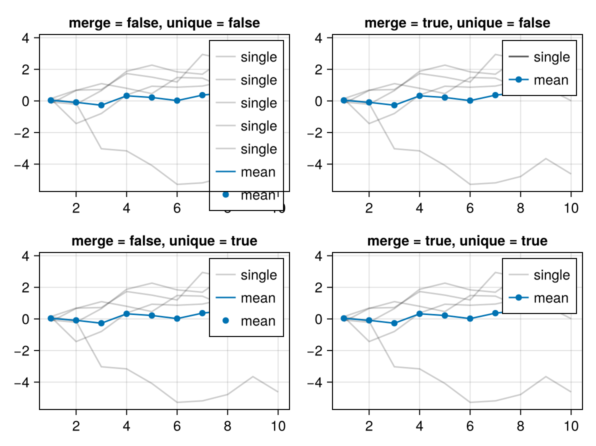 merge = false, unique = false
4
2
0
−2
−4
2
4
6
8
single
single
single
single
single
mean
mean
merge = true, unique = false
4
2
0
−2
−4
2
4
6
8
10
single
mean
merge = false, unique = true
4
2
0
−2
−4
2
4
6
8
10
single
mean
mean
merge = true, unique = true
4
2
0
−2
−4
2
4
6
8
10
single
mean